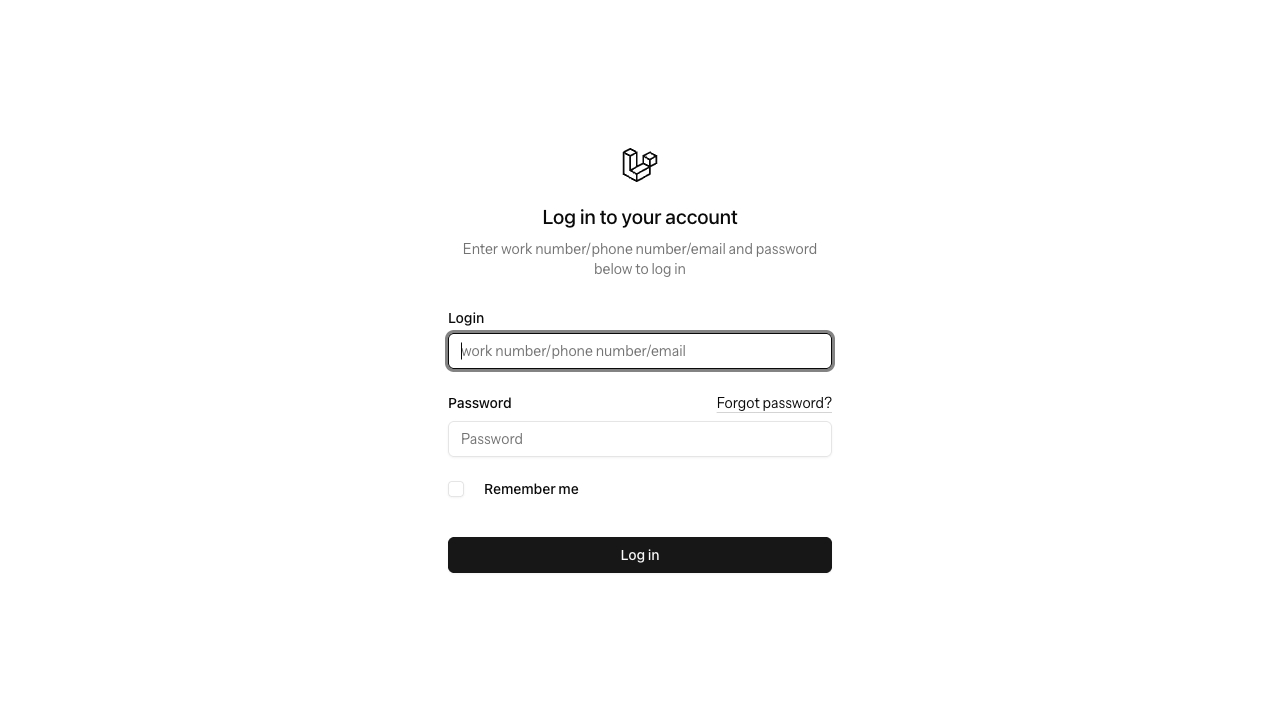 Log in to your account
Enter work number/phone number/email and password
below to log in
Login
work number/phone number/email
Password
Forgot password?
Password
Remember me
Log in